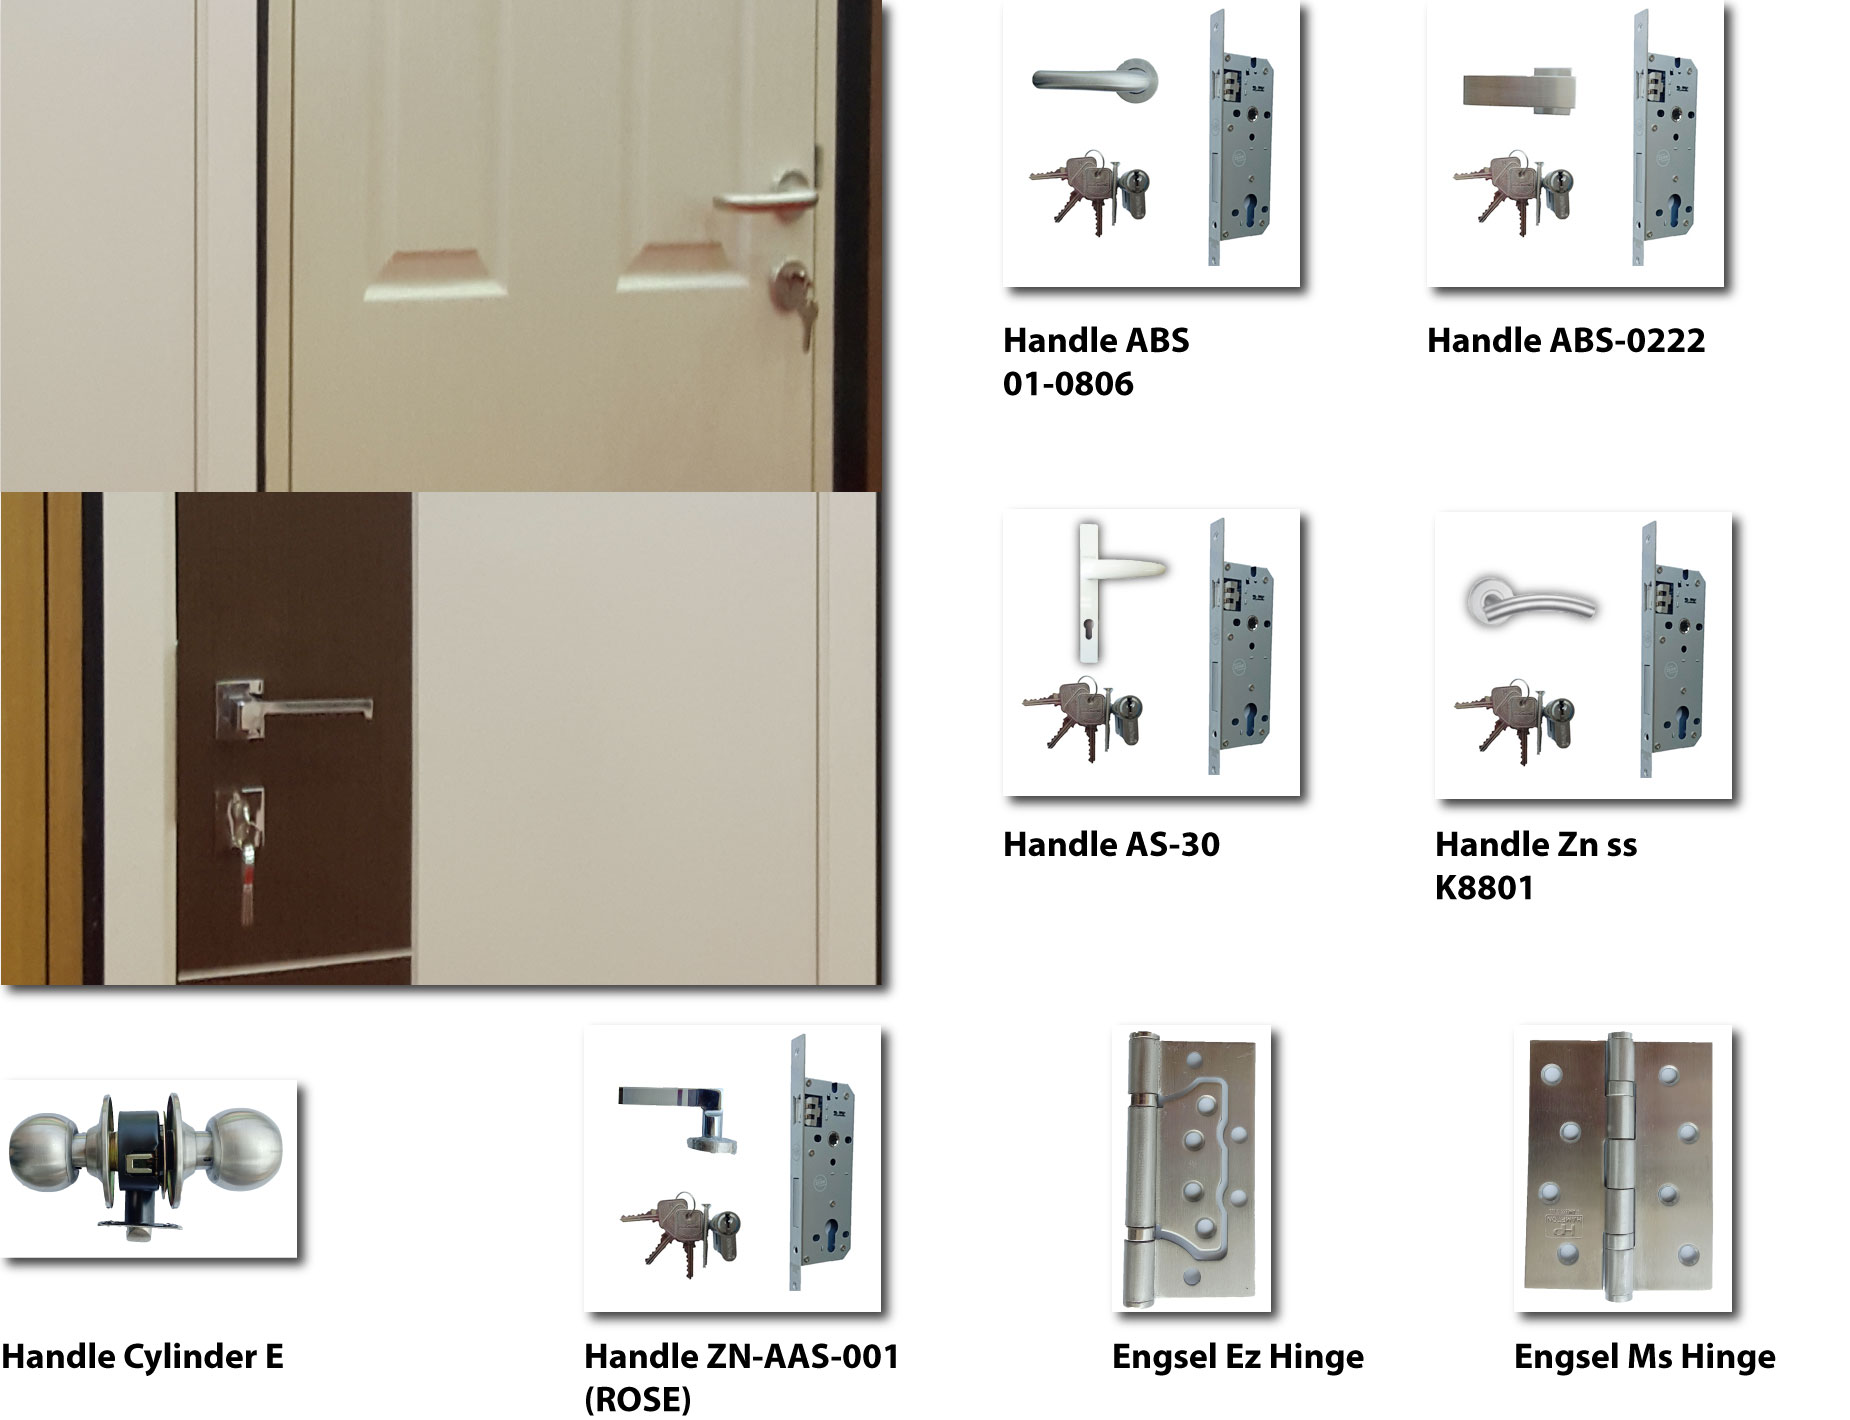 Handle ABS
01-0806
Handle ABS-0222
Handle AS-30
Handle Zn ss
K8801
Handle Cylinder E
Handle ZN-AAS-001
(ROSE)
Engsel Ez Hinge
Engsel Ms Hinge